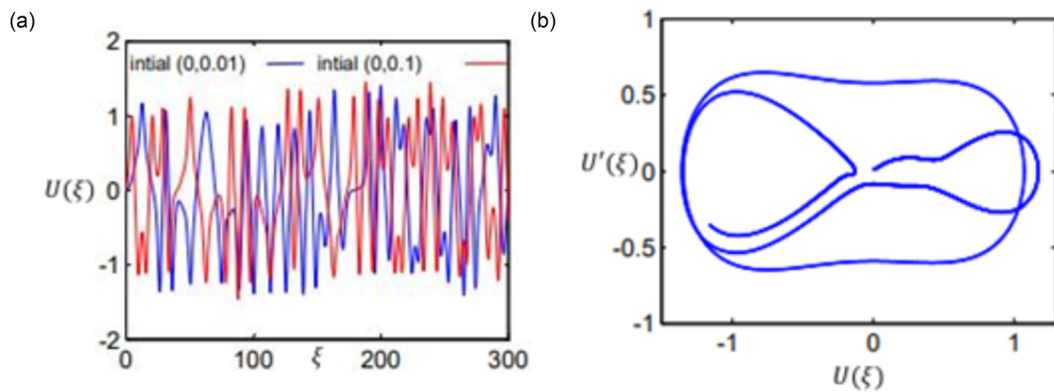 (a)
intial (0,0.01) intial (0,0.1)
2
1
U(ξ) 0
-1
-2
0 100 ξ 200 300
(b)
1
0.5
U'(ξ) 0
-0.5
-1
-1 0 1
U(ξ)